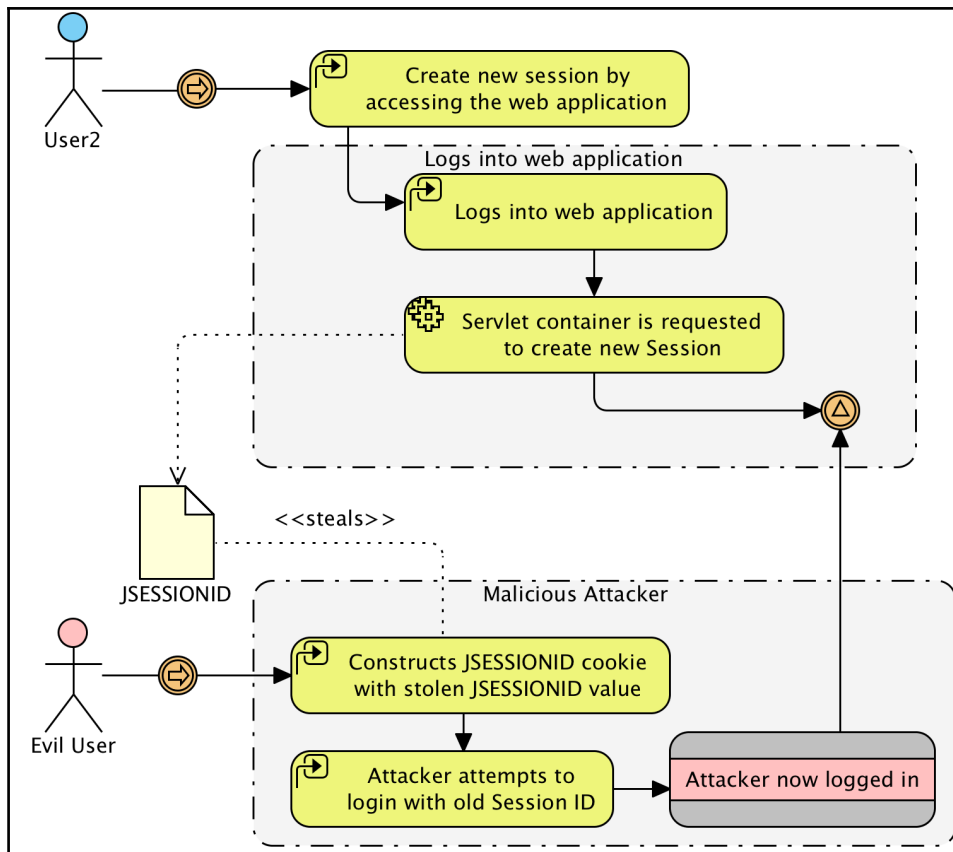 User2
Create new session by
accessing the web application
Logs into web application
Logs into web application
Servlet container is requested
to create new Session
<<steals>>
JSESSIONID
Malicious Attacker
Evil User
Constructs JSESSIONID cookie
with stolen JSESSIONID value
Attacker attempts to
login with old Session ID
Attacker now logged in